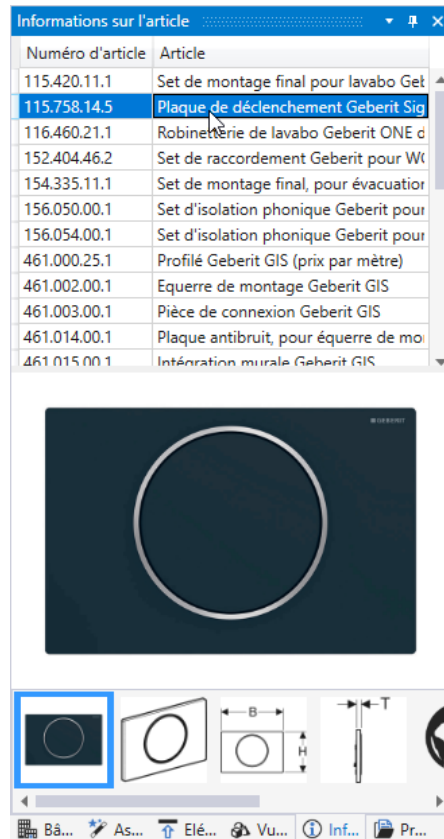 Informations sur l'article
Numéro d'article Article
115.420.11.1 Set de montage final pour lavabo Geb
115.758.14.5 Plaque de déclenchement Geberit Sig
116.460.21.1 Robinetterie de lavabo Geberit ONE d
152.404.46.2 Set de raccordement Geberit pour WC
154.335.11.1 Set de montage final, pour évacuation
156.050.00.1 Set d'isolation phonique Geberit pour
156.054.00.1 Set d'isolation phonique Geberit pour
461.000.25.1 Profilé Geberit GIS (prix par mètre)
461.002.00.1 Equerre de montage Geberit GIS
461.003.00.1 Pièce de connexion Geberit GIS
461.014.00.1 Plaque antibruit, pour équerre de mo
461.015.00.1 Intégration murale Geberit GIS
GEBERIT
B
H
T
Bâ... As... Elé... Vu... Inf... Pr...